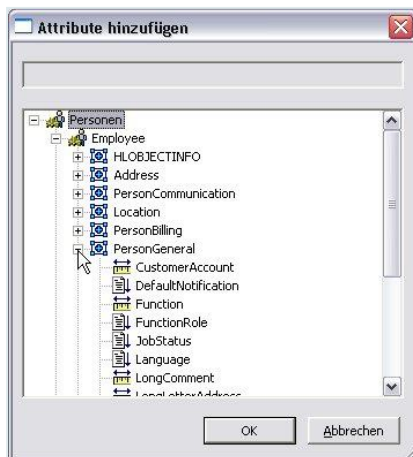 Attribute hinzufügen
Personen
Employee
HLOBJECTINFO
Address
PersonCommunication
Location
PersonBilling
PersonGeneral
CustomerAccount
DefaultNotification
Function
FunctionRole
JobStatus
Language
LongComment
LongLetterAddress
OK
Abbrechen